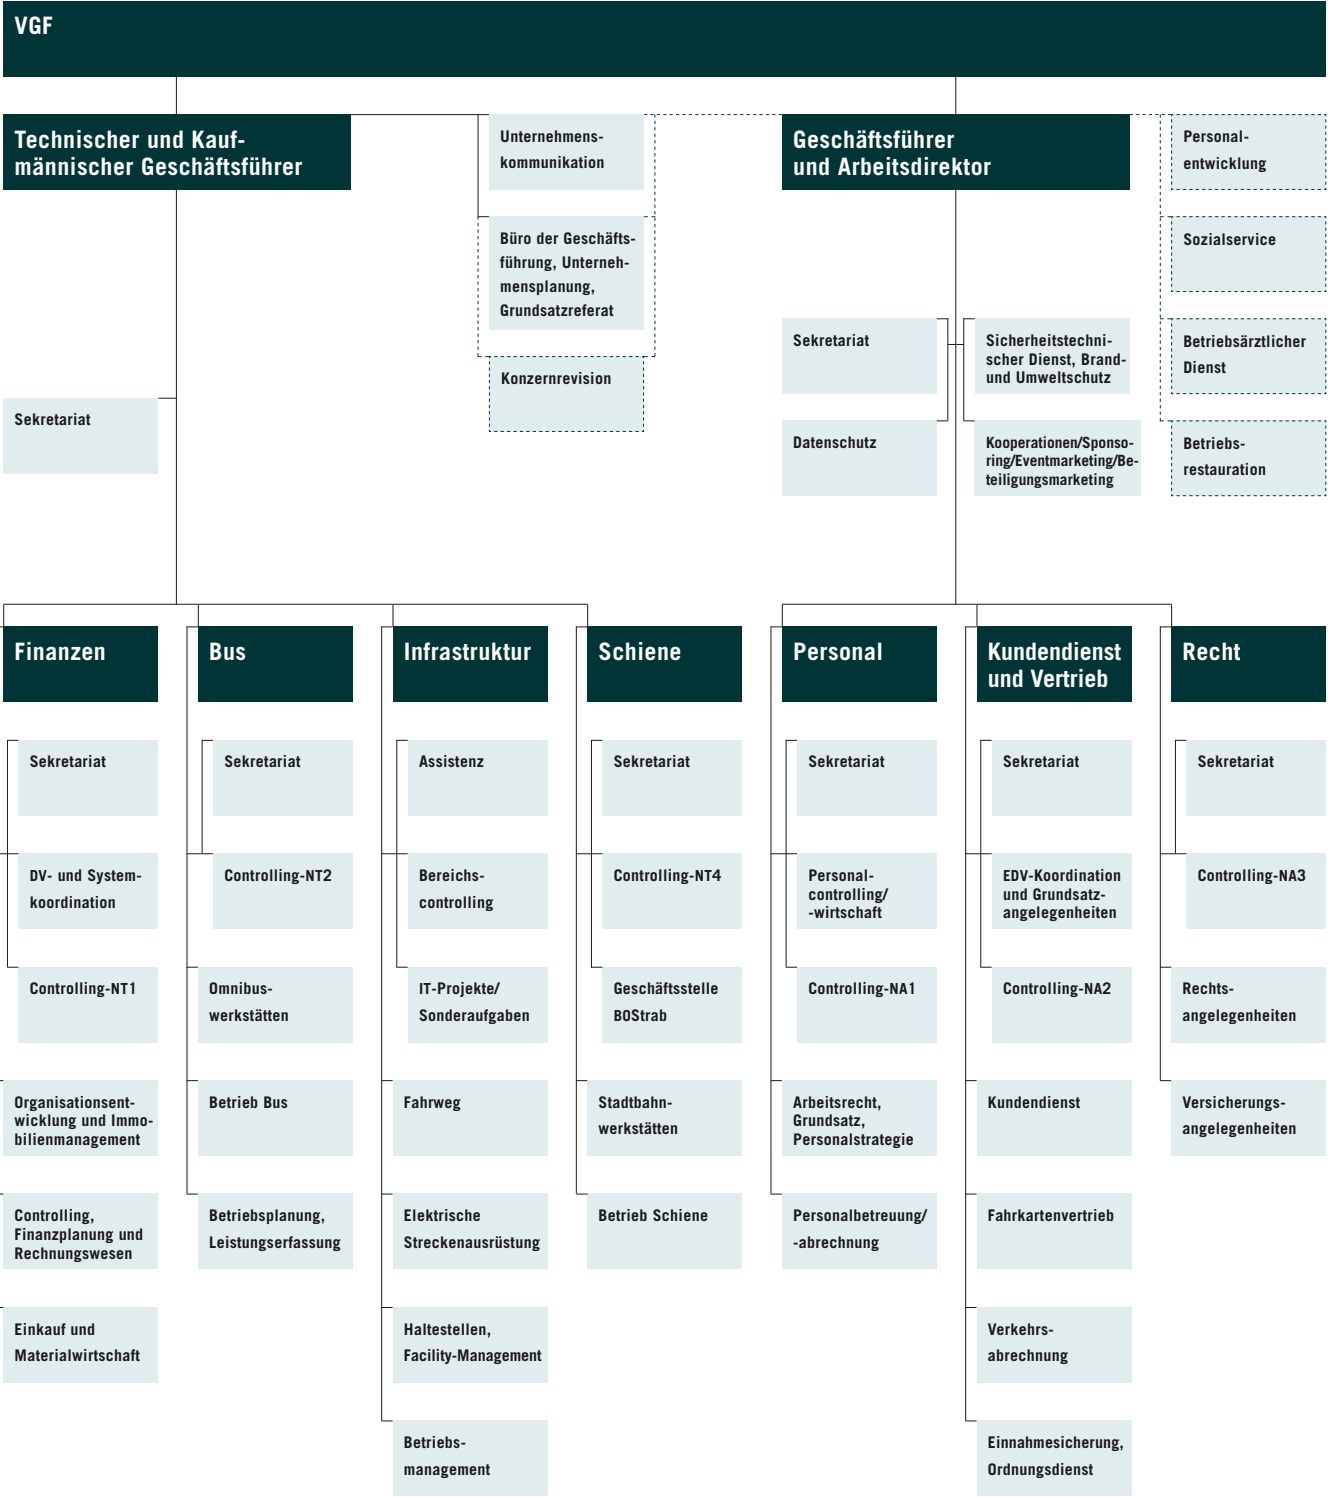 VGF
Technischer und Kauf-
männischer Geschäftsführer
Unternehmens-
kommunikation
Büro der Geschäfts-
führung, Unterneh-
mensplanung,
Grundsatzreferat
Konzernrevision
Sekretariat
Geschäftsführer
und Arbeitsdirektor
Personal-
entwicklung
Sozialservice
Betriebsärztlicher
Dienst
Betriebs-
restauration
Sekretariat
Sicherheitstechni-
scher Dienst, Brand-
und Umweltschutz
Datenschutz
Kooperationen/Sponso-
ring/Eventmarketing/Be-
teiligungsmarketing
Finanzen
Sekretariat
DV- und System-
koordination
Controlling-NT1
Organisationsent-
wicklung und Immo-
bilienmanagement
Controlling,
Finanzplanung und
Rechnungswesen
Einkauf und
Materialwirtschaft
Bus
Sekretariat
Controlling-NT2
Omnibus-
werkstätten
Betrieb Bus
Betriebsplanung,
Leistungserfassung
Infrastruktur
Assistenz
Bereichs-
controlling
IT-Projekte/
Sonderaufgaben
Fahrweg
Elektrische
Streckenausrüstung
Haltestellen,
Facility-Management
Betriebs-
management
Schiene
Sekretariat
Controlling-NT4
Geschäftsstelle
BOStrab
Stadtbahn-
werkstätten
Betrieb Schiene
Personal
Sekretariat
Personal-
controlling/
-wirtschaft
Controlling-NA1
Arbeitsrecht,
Grundsatz,
Personalstrategie
Personalbetreuung/
-abrechnung
Kundendienst
und Vertrieb
Sekretariat
EDV-Koordination
und Grundsatz-
angelegenheiten
Controlling-NA2
Kundendienst
Fahrkartenvertrieb
Verkehrs-
abrechnung
Einnahmesicherung,
Ordnungsdienst
Recht
Sekretariat
Controlling-NA3
Rechts-
angelegenheiten
Versicherungs-
angelegenheiten